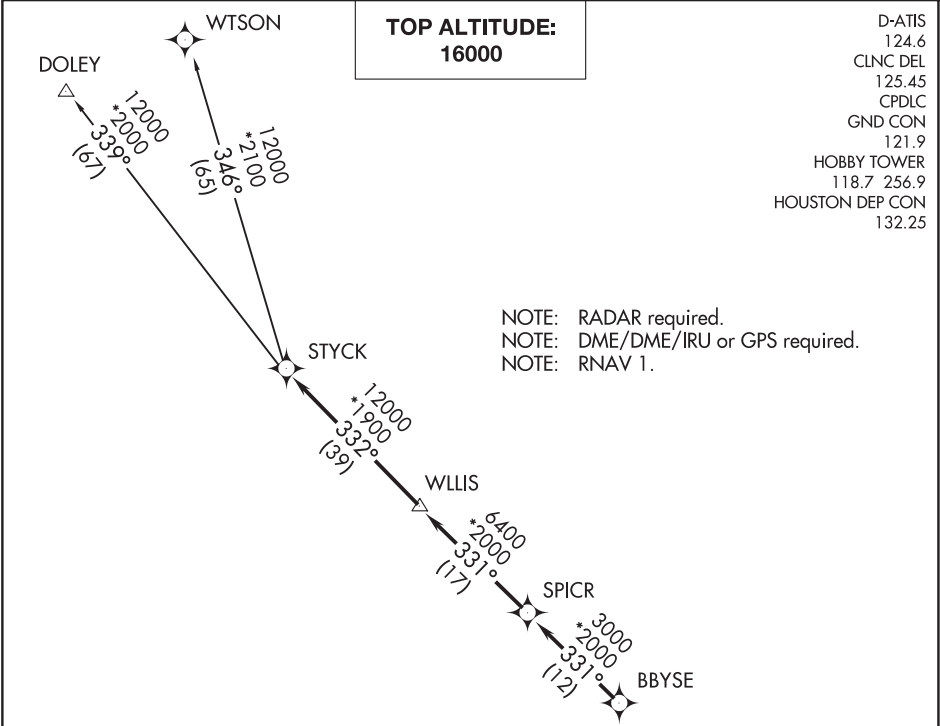 TOP ALTITUDE:
16000
D-ATIS
124.6
CLNC DEL
125.45
CPDLC
GND CON
121.9
HOBBY TOWER
118.7 256.9
HOUSTON DEP CON
132.25
WTSON
DOLEY
12000
*2000
339°
(67)
12000
*2100
346°
(65)
NOTE: RADAR required.
NOTE: DME/DME/IRU or GPS required.
NOTE: RNAV 1.
STYCK
12000
*1900
332°
(39)
WLLIS
6400
*2000
331°
(17)
SPICR
3000
*2000
331°
(12)
BBYSE